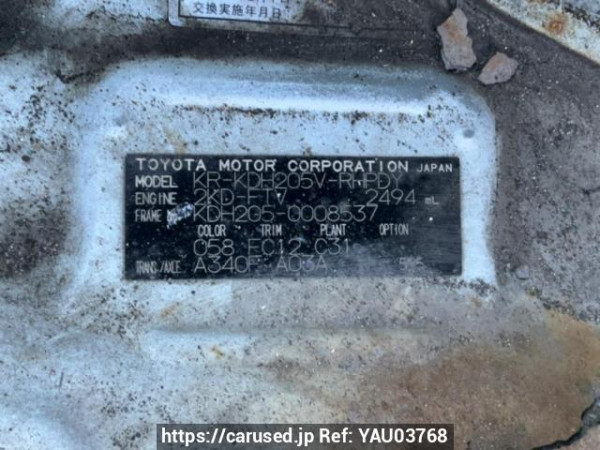 交換実施年月日
TOYOTA MOTOR CORPORATION JAPAN
MODEL KR-KDH205V-RHPDY
ENGINE 2KD-FTV 2494 mL
FRAME No. KDH205-0008537
COLOR TRIM PLANT OPTION
058 FC12 C31
TRANS/AXLE A340F A03A
https://carused.jp Ref: YAU03768